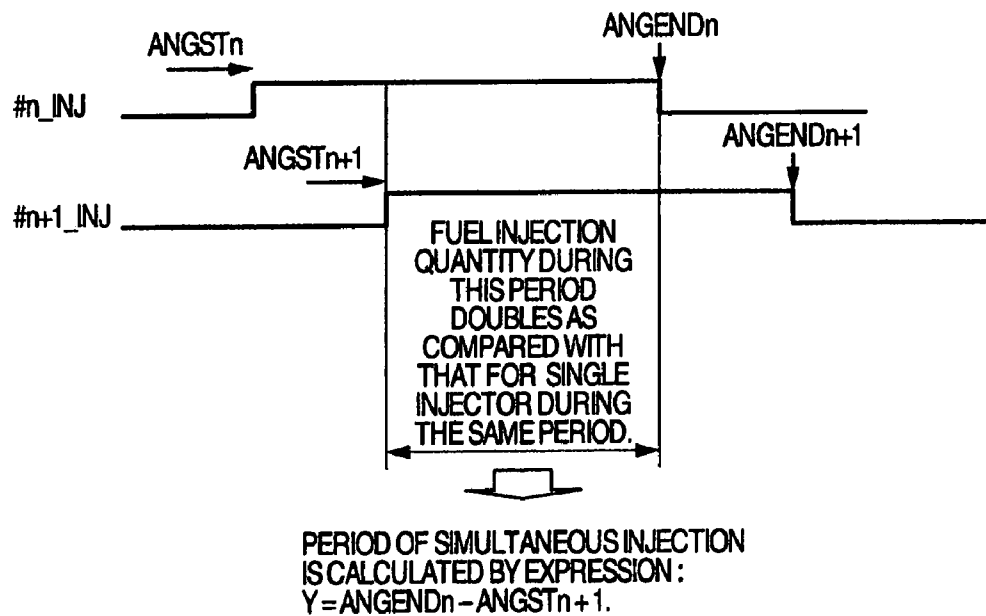 ANGENDn
ANGSTn
#n_INJ
ANGENDn+1
ANGSTn+1
#n+1_INJ
FUEL INJECTION
QUANTITY DURING
THIS PERIOD
DOUBLES AS
COMPARED WITH
THAT FOR SINGLE
INJECTOR DURING
THE SAME PERIOD.
PERIOD OF SIMULTANEOUS INJECTION
IS CALCULATED BY EXPRESSION :
Y=ANGENDn-ANGSTn+1.